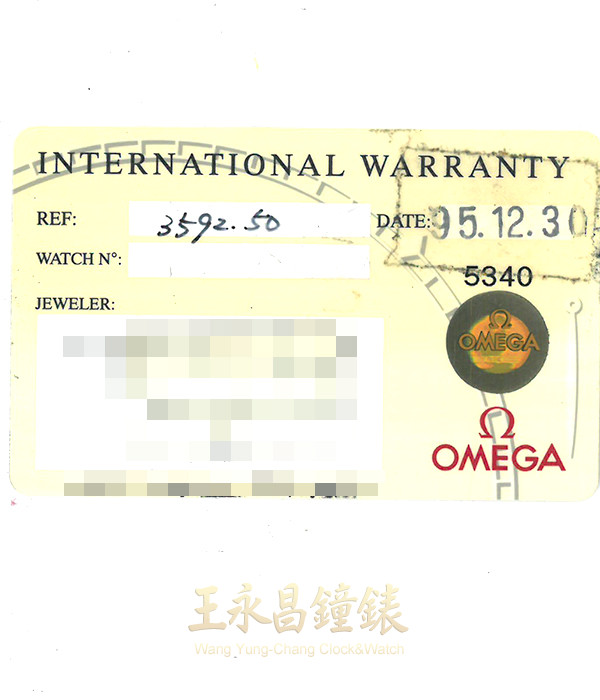 INTERNATIONAL WARRANTY
REF: 3592.50
DATE: 95.12.30
WATCH N°:
5340
JEWELER:
Ω
OMEGA
Ω
OMEGA
王永昌鐘錶
Wang Yung-Chang Clock&Watch